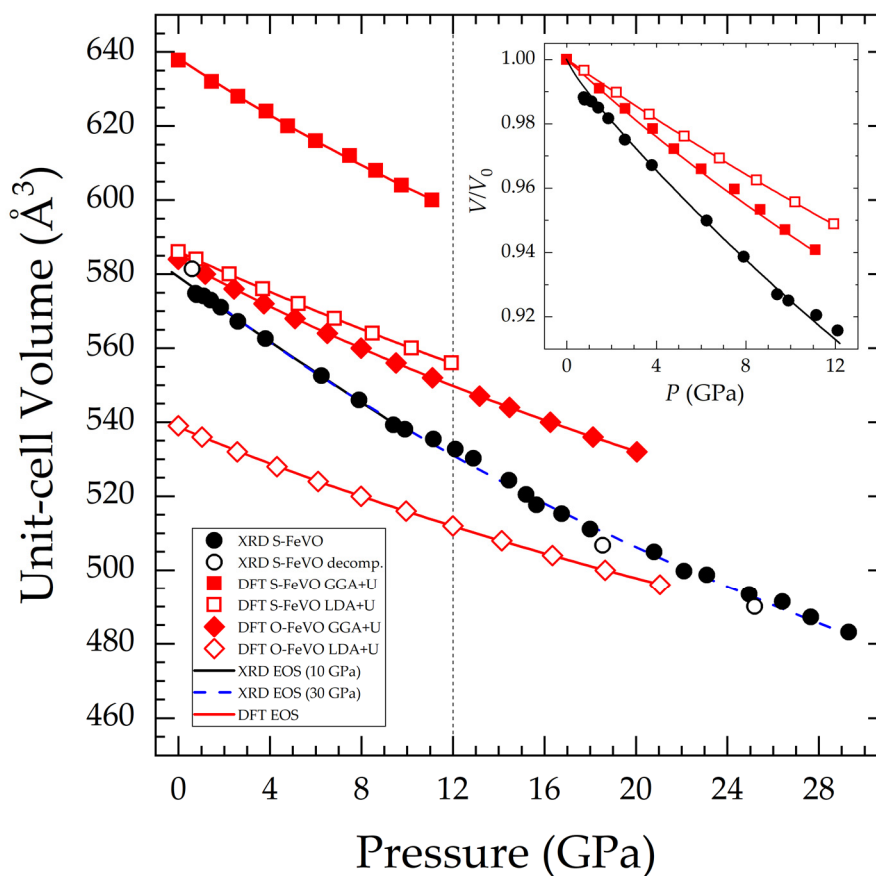 640
620
600
580
560
540
520
500
480
460
Unit-cell Volume (Å³)
0 4 8 12 16 20 24 28
Pressure (GPa)
XRD S-FeVO
XRD S-FeVO decomp.
DFT S-FeVO GGA+U
DFT S-FeVO LDA+U
DFT O-FeVO GGA+U
DFT O-FeVO LDA+U
XRD EOS (10 GPa)
XRD EOS (30 GPa)
DFT EOS
1.00
0.98
0.96
0.94
0.92
V/V₀
0 4 8 12
P (GPa)